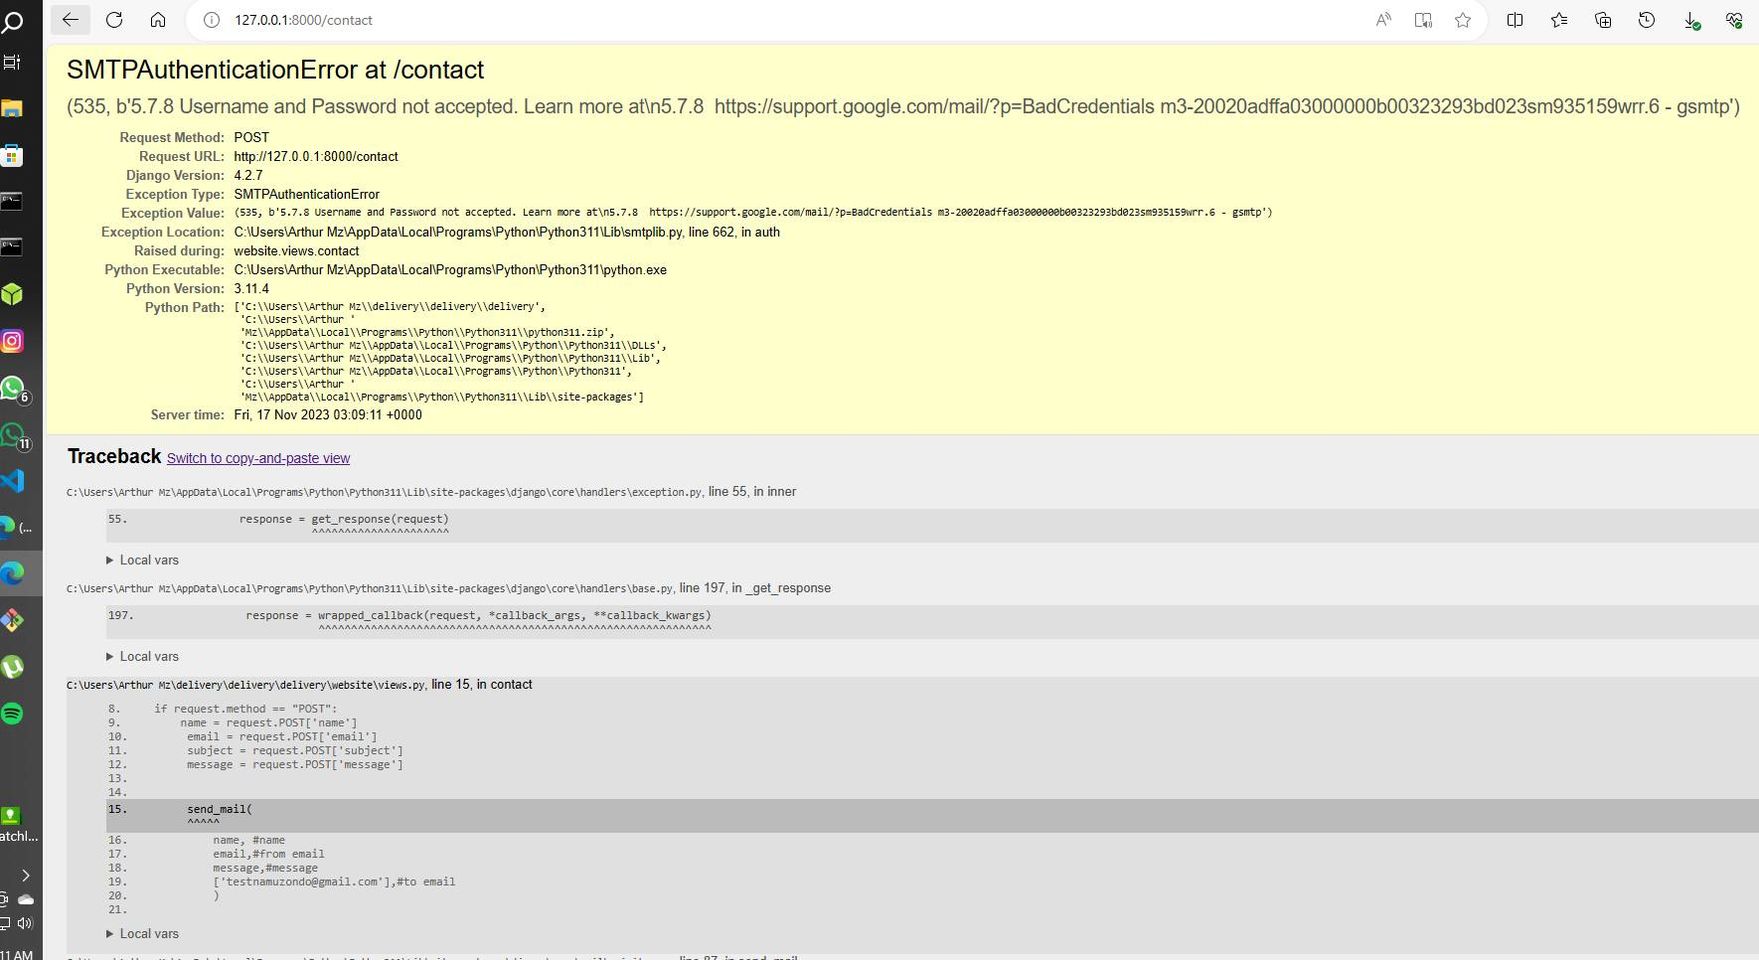 127.0.0.1:8000/contact
SMTPAuthenticationError at /contact
(535, b'5.7.8 Username and Password not accepted. Learn more at\n5.7.8  https://support.google.com/mail/?p=BadCredentials m3-20020adffa03000000b00323293bd023sm935159wrr.6 - gsmtp')
Request Method: POST
Request URL: http://127.0.0.1:8000/contact
Django Version: 4.2.7
Exception Type: SMTPAuthenticationError
Exception Value: (535, b'5.7.8 Username and Password not accepted. Learn more at\n5.7.8  https://support.google.com/mail/?p=BadCredentials m3-20020adffa03000000b00323293bd023sm935159wrr.6 - gsmtp')
Exception Location: C:\Users\Arthur Mz\AppData\Local\Programs\Python\Python311\Lib\smtplib.py, line 662, in auth
Raised during: website.views.contact
Python Executable: C:\Users\Arthur Mz\AppData\Local\Programs\Python\Python311\python.exe
Python Version: 3.11.4
Python Path: ['C:\\Users\\Arthur Mz\\delivery\\delivery\\delivery',
'C:\\Users\\Arthur '
'Mz\\AppData\\Local\\Programs\\Python\\Python311\\python311.zip',
'C:\\Users\\Arthur Mz\\AppData\\Local\\Programs\\Python\\Python311\\DLLs',
'C:\\Users\\Arthur Mz\\AppData\\Local\\Programs\\Python\\Python311\\Lib',
'C:\\Users\\Arthur Mz\\AppData\\Local\\Programs\\Python\\Python311',
'C:\\Users\\Arthur '
'Mz\\AppData\\Local\\Programs\\Python\\Python311\\Lib\\site-packages']
Server time: Fri, 17 Nov 2023 03:09:11 +0000
Traceback Switch to copy-and-paste view
C:\Users\Arthur Mz\AppData\Local\Programs\Python\Python311\Lib\site-packages\django\core\handlers\exception.py, line 55, in inner
55. response = get_response(request)
^^^^^^^^^^^^^^^^^^^^^
Local vars
C:\Users\Arthur Mz\AppData\Local\Programs\Python\Python311\Lib\site-packages\django\core\handlers\base.py, line 197, in _get_response
197. response = wrapped_callback(request, *callback_args, **callback_kwargs)
^^^^^^^^^^^^^^^^^^^^^^^^^^^^^^^^^^^^^^^^^^^^^^^^^^^^^^^^^^^^
Local vars
C:\Users\Arthur Mz\delivery\delivery\delivery\website\views.py, line 15, in contact
8. if request.method == "POST":
9. name = request.POST['name']
10. email = request.POST['email']
11. subject = request.POST['subject']
12. message = request.POST['message']
13.
14.
15. send_mail(
^^^^^
16. name, #name
17. email,#from email
18. message,#message
19. ['testnamuzondo@gmail.com'],#to email
20. )
21.
Local vars
6
11
(...
atchl...
11 AM